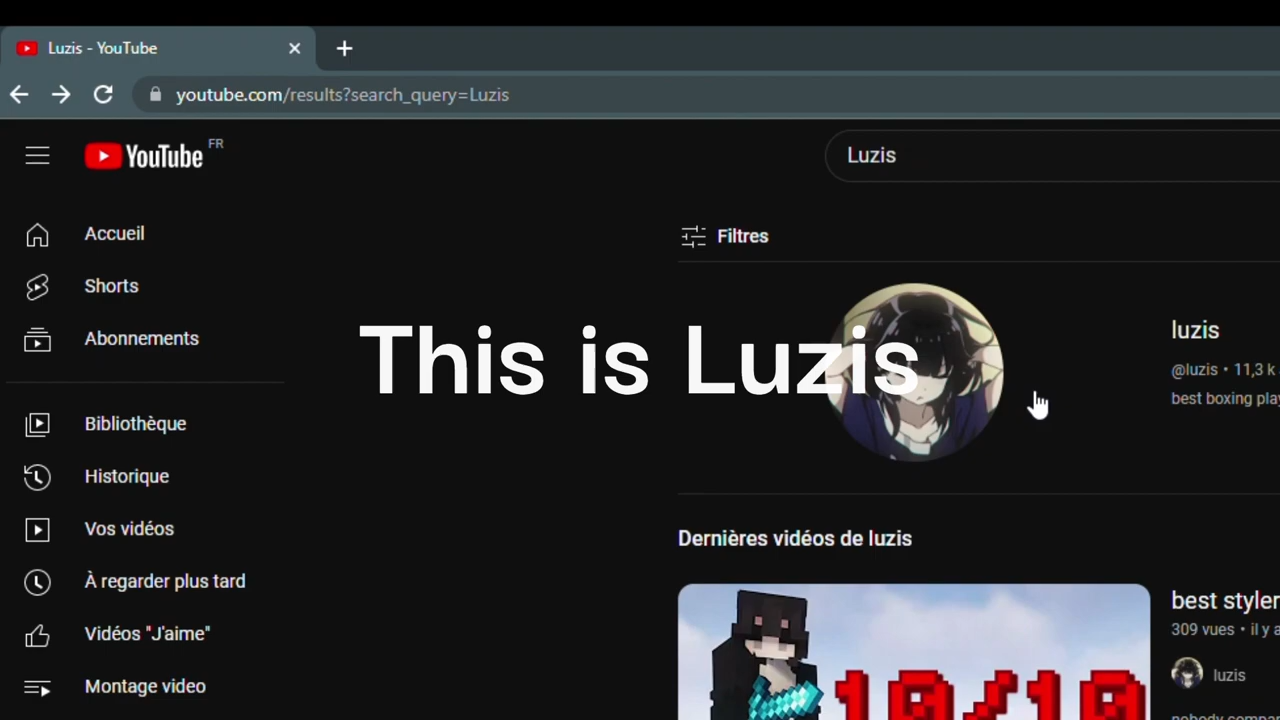 Luzis - YouTube
youtube.com/results?search_query=Luzis
YouTube FR
Luzis
Accueil
Shorts
Abonnements
Bibliothèque
Historique
Vos vidéos
À regarder plus tard
Vidéos "J'aime"
Montage video
Filtres
This is Luzis
luzis
@luzis • 11,3 k
best boxing play
Dernières vidéos de luzis
10/10
best styler
309 vues • il y a
luzis